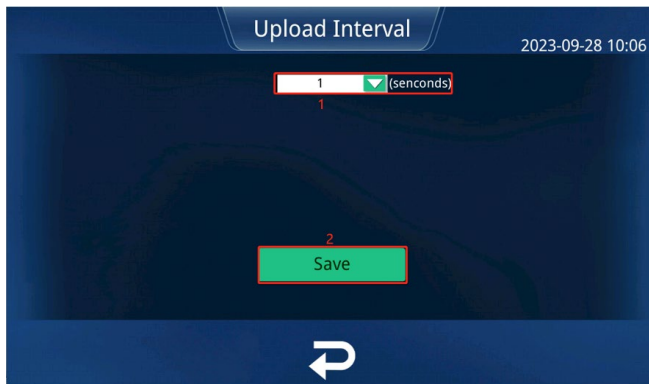 Upload Interval
2023-09-28 10:06
1 (senconds)
1
2
Save